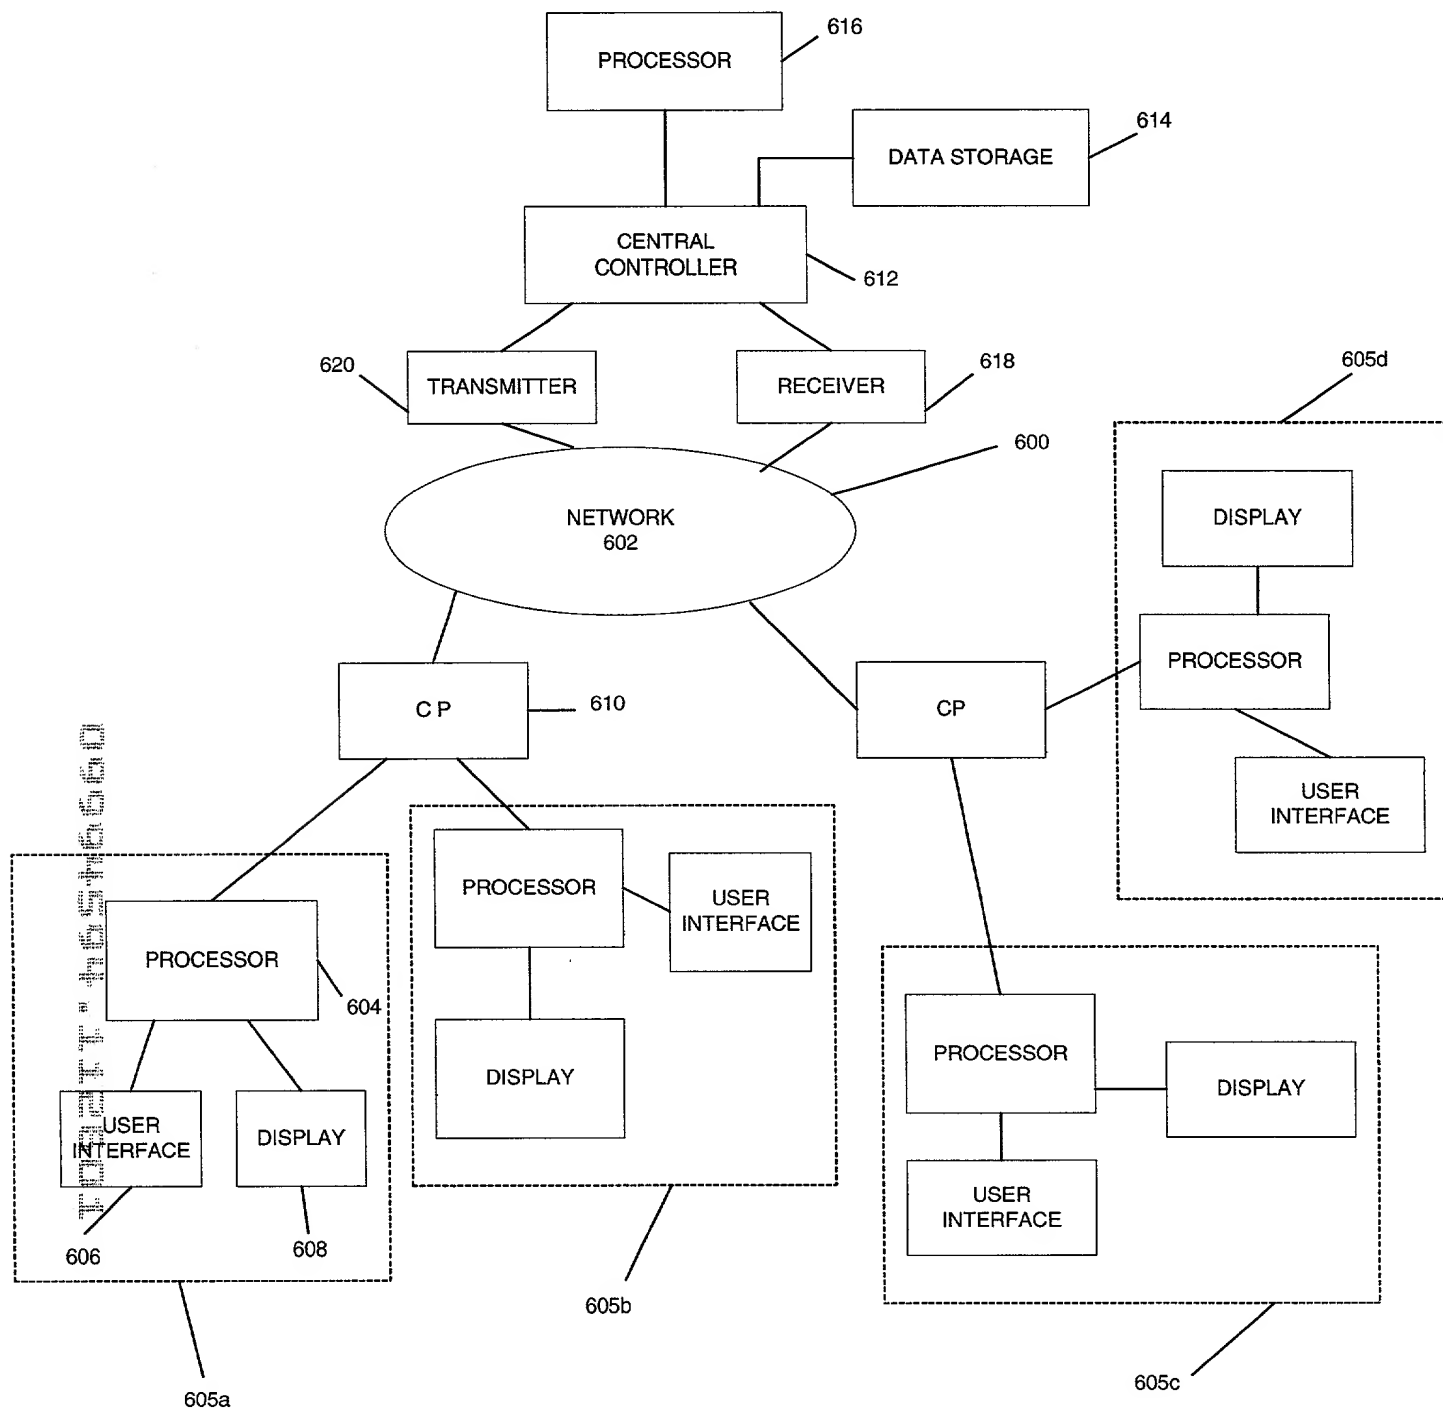 616
PROCESSOR
614
DATA STORAGE
CENTRAL
CONTROLLER
612
620
TRANSMITTER
RECEIVER
618
605d
600
NETWORK
602
DISPLAY
PROCESSOR
USER
INTERFACE
C P
610
CP
PROCESSOR
604
USER
INTERFACE
DISPLAY
606
608
605a
PROCESSOR
USER
INTERFACE
DISPLAY
605b
PROCESSOR
DISPLAY
USER
INTERFACE
605c